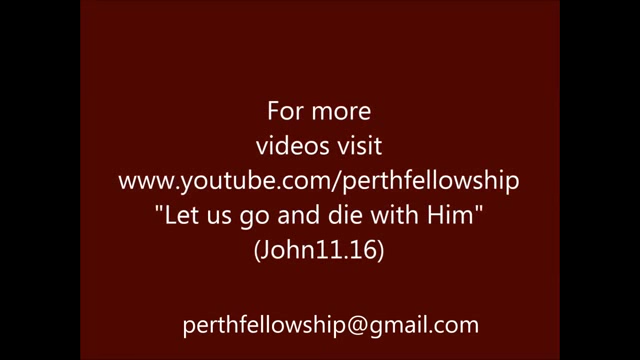 For more
videos visit
www.youtube.com/perthfellowship
"Let us go and die with Him"
(John11.16)
perthfellowship@gmail.com